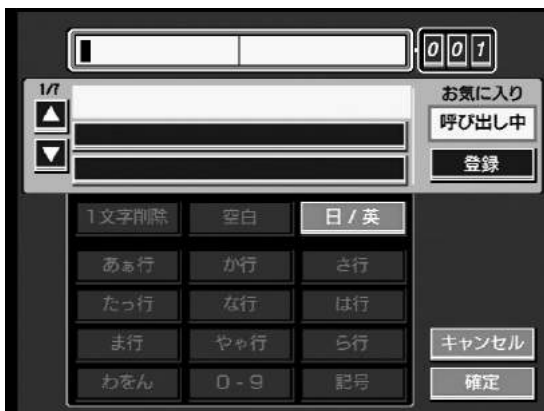 001
1/7
お気に入り
呼び出し中
登録
1文字削除 空白 日/英
あぁ行 か行 さ行
たっ行 な行 は行
ま行 やゃ行 ら行
キャンセル
わをん 0-9 記号
確定